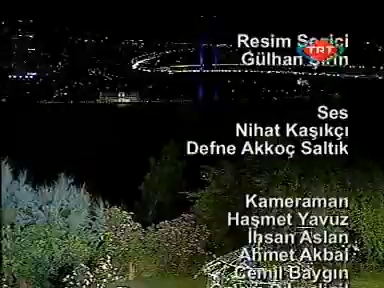 Resim Seçici
TRT
Gülhan Şirin
Ses
Nihat Kaşıkçı
Defne Akkoç Saltık
Kameraman
Haşmet Yavuz
İhsan Aslan
Ahmet Akbal
Cemil Baygın